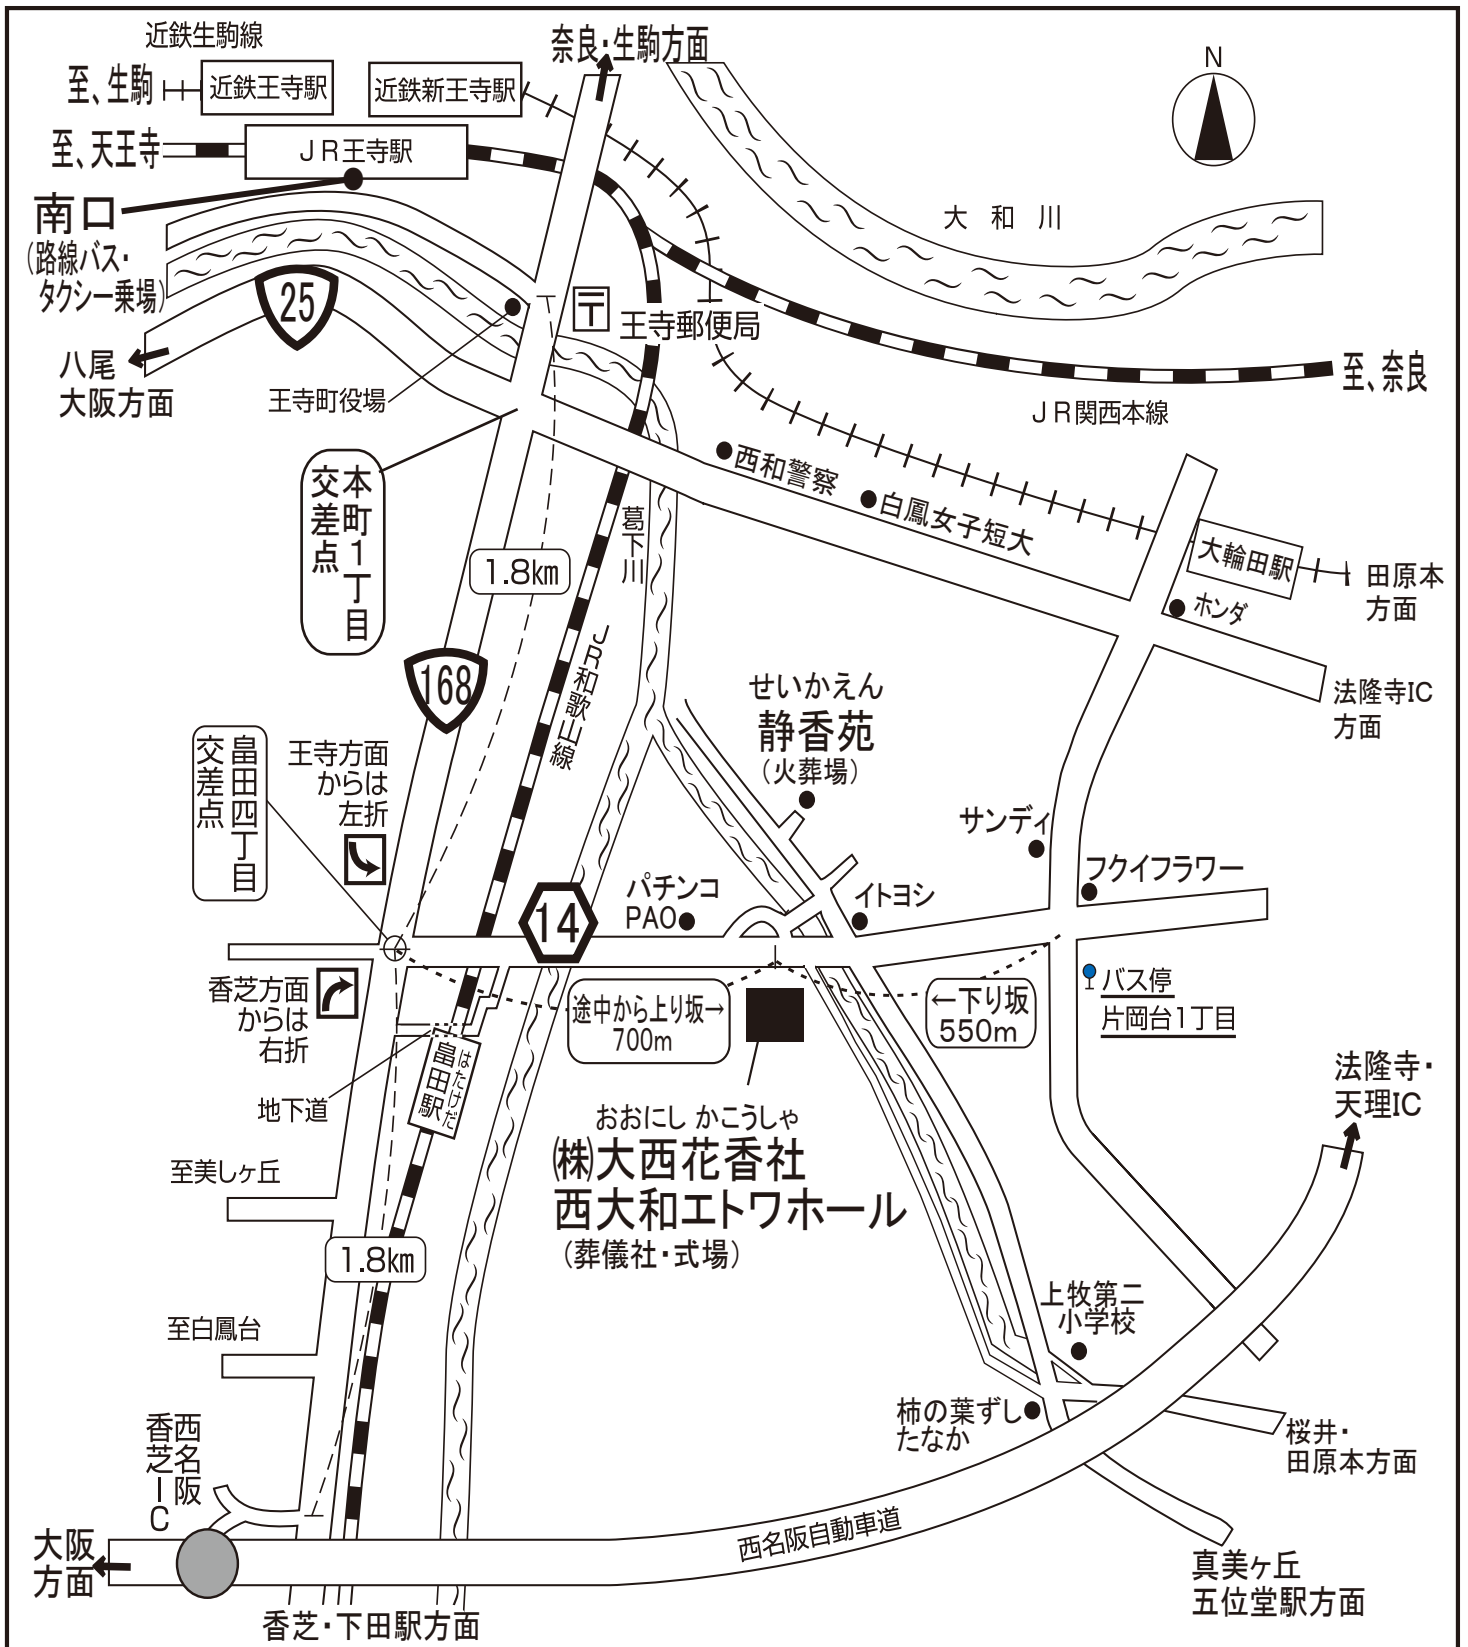 近鉄生駒線
至、生駒
近鉄王寺駅
近鉄新王寺駅
奈良・生駒方面
N
至、天王寺
JR王寺駅
南口
(路線バス・
タクシー乗場)
大和川
25
〒
王寺郵便局
八尾
大阪方面
王寺町役場
至、奈良
JR関西本線
本町1丁目
交差点
西和警察
白鳳女子短大
葛下川
1.8km
大輪田駅
田原本
方面
ホンダ
JR和歌山線
168
法隆寺IC
方面
せいかえん
静香苑
(火葬場)
畠田四丁目
交差点
王寺方面
からは
左折
サンディ
フクイフラワー
パチンコ
PAO
イトヨシ
14
香芝方面
からは
右折
途中から上り坂→
700m
←下り坂
550m
バス停
片岡台1丁目
はたけだ
畠田駅
地下道
おおにし かこうしゃ
(株)大西花香社
西大和エトワホール
(葬儀社・式場)
法隆寺・
天理IC
至美しヶ丘
1.8km
至白鳳台
上牧第二
小学校
柿の葉ずし
たなか
西名阪
香芝IC
桜井・
田原本方面
大阪
方面
西名阪自動車道
真美ヶ丘
五位堂駅方面
香芝・下田駅方面